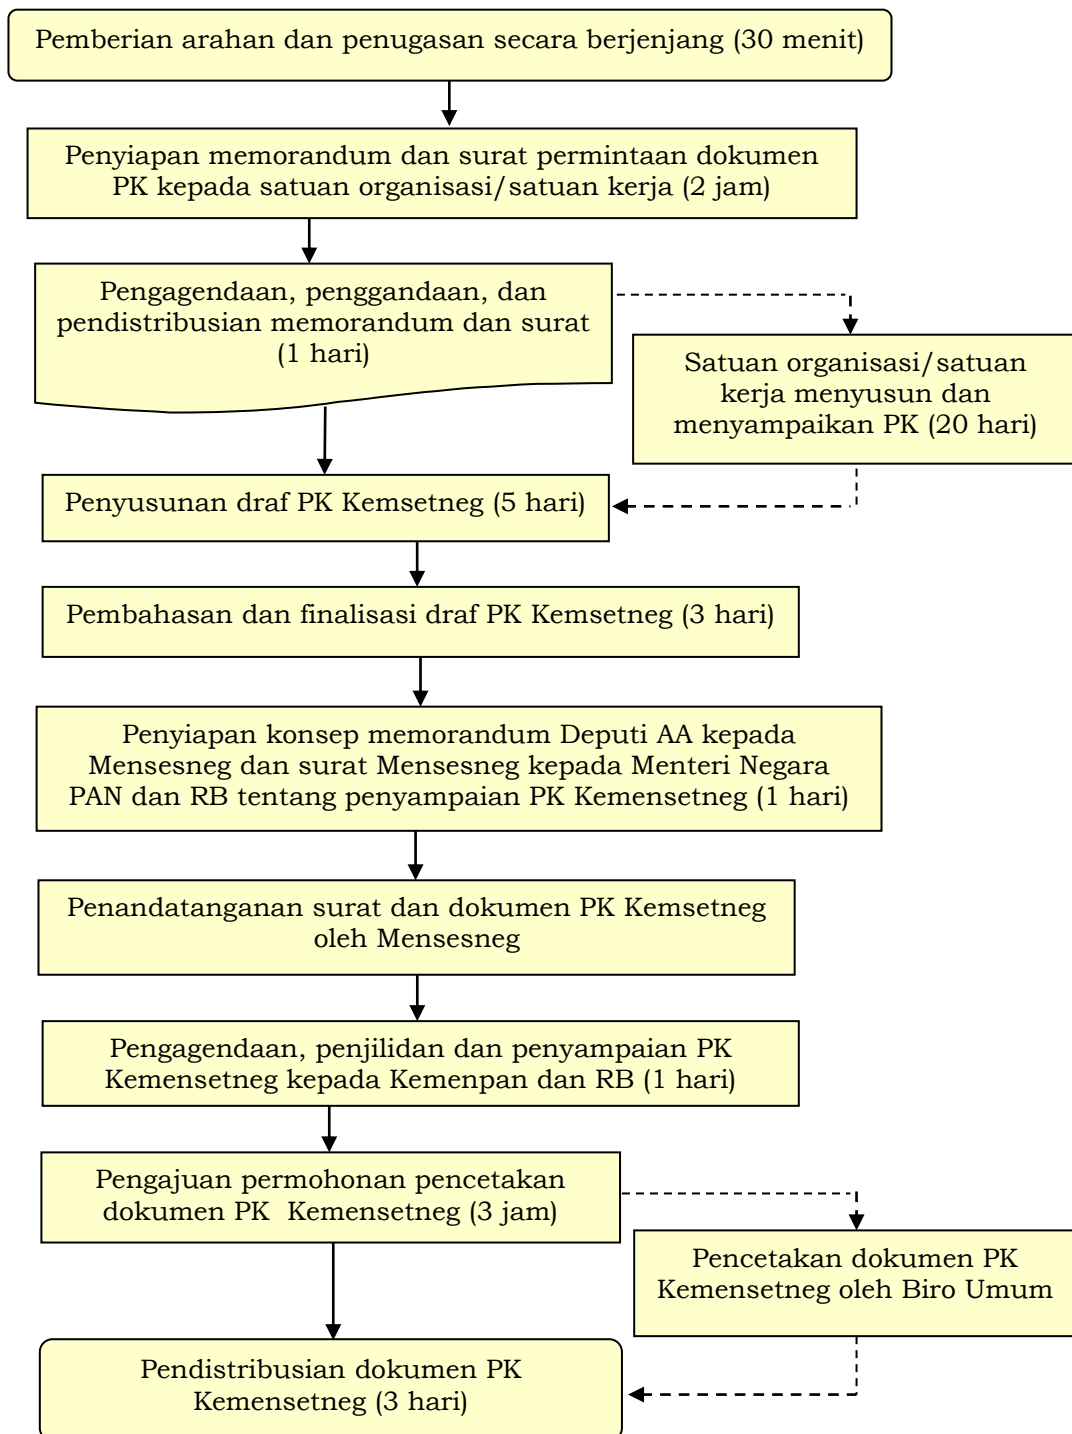 Pemberian arahan dan penugasan secara berjenjang (30 menit)
Penyiapan memorandum dan surat permintaan dokumen
PK kepada satuan organisasi/satuan kerja (2 jam)
Pengagendaan, penggandaan, dan
pendistribusian memorandum dan surat
(1 hari)
Satuan organisasi/satuan
kerja menyusun dan
menyampaikan PK (20 hari)
Penyusunan draf PK Kemsetneg (5 hari)
Pembahasan dan finalisasi draf PK Kemsetneg (3 hari)
Penyiapan konsep memorandum Deputi AA kepada
Mensesneg dan surat Mensesneg kepada Menteri Negara
PAN dan RB tentang penyampaian PK Kemensetneg (1 hari)
Penandatanganan surat dan dokumen PK Kemsetneg
oleh Mensesneg
Pengagendaan, penjilidan dan penyampaian PK
Kemensetneg kepada Kemenpan dan RB (1 hari)
Pengajuan permohonan pencetakan
dokumen PK  Kemensetneg (3 jam)
Pencetakan dokumen PK
Kemensetneg oleh Biro Umum
Pendistribusian dokumen PK
Kemensetneg (3 hari)